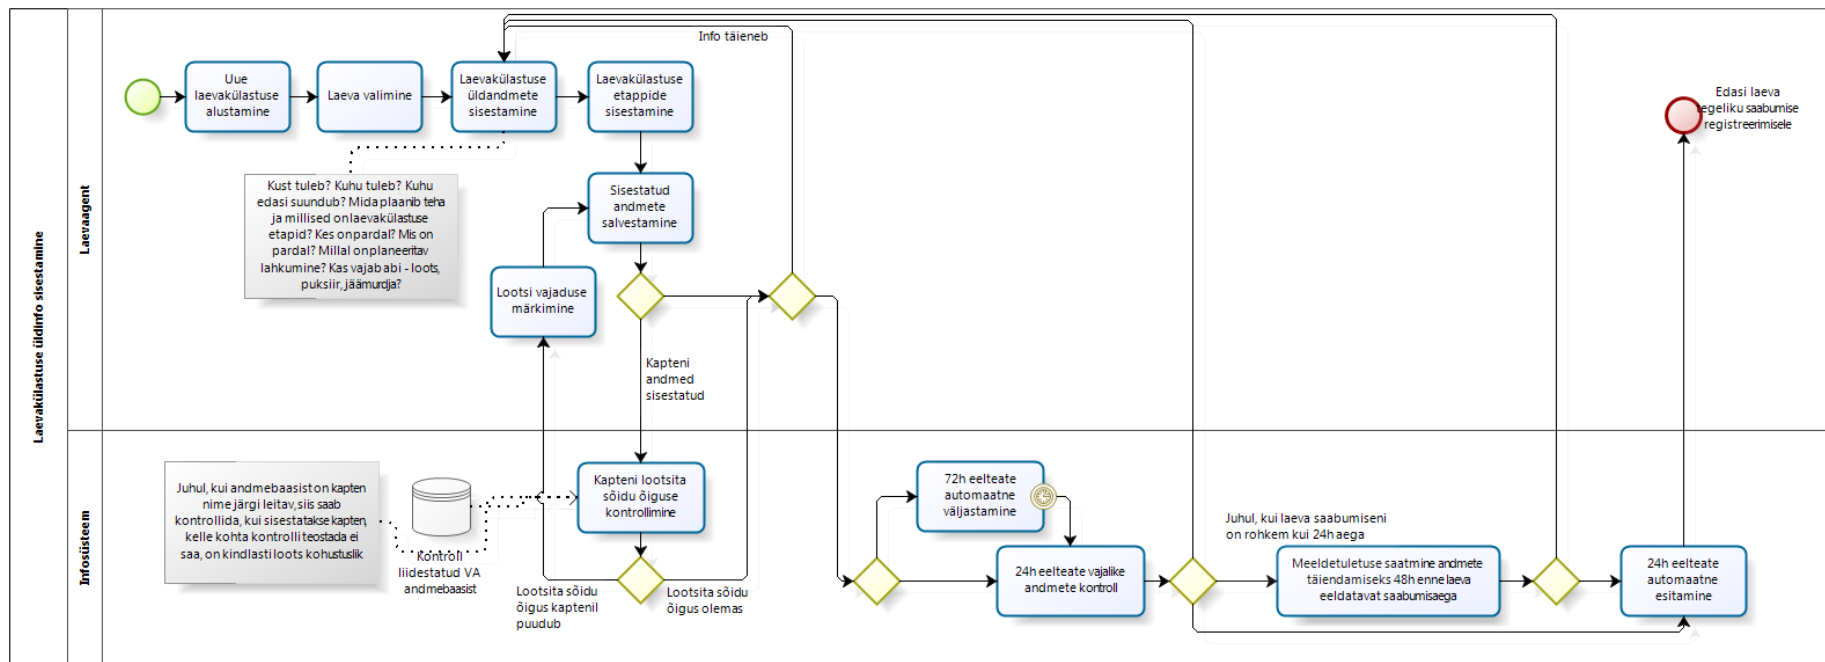 Laevakülastuse üldinfo sisestamine
Laevaagent
Infosüsteem
Uue
laevakülastuse
alustamine
Laeva valimine
Laevakülastuse
üldandmete
sisestamine
Laevakülastuse
etappide
sisestamine
Info täieneb
Edasi laeva
tegeliku saabumise
registreerimisele
Kust tuleb? Kuhu tuleb? Kuhu
edasi suundub? Mida plaanib teha
ja millised on laevakülastuse
etapid? Kes on pardal? Mis on
pardal? Millal on planeeritav
lahkumine? Kas vajab abi - loots,
puksiir, jäämurdja?
Sisestatud
andmete
salvestamine
Lootsi vajaduse
märkimine
Kapteni
andmed
sisestatud
Juhul, kui andmebaasist on kapten
nime järgi leitav, siis saab
kontrollida, kui sisestatakse kapten,
kelle kohta kontrolli teostada ei
saa, on kindlasti loots kohustuslik
Kontroll
liidestatud VA
andmebaasist
Kapteni lootsita
sõidu õiguse
kontrollimine
Lootsita sõidu
õigus kaptenil
puudub
Lootsita sõidu
õigus olemas
72h eelteate
automaatne
väljastamine
24h eelteate vajalike
andmete kontroll
Juhul, kui laeva saabumiseni
on rohkem kui 24h aega
Meeldetuletuse saatmine andmete
täiendamiseks 48h enne laeva
eeldatavat saabumisaega
24h eelteate
automaatne
esitamine